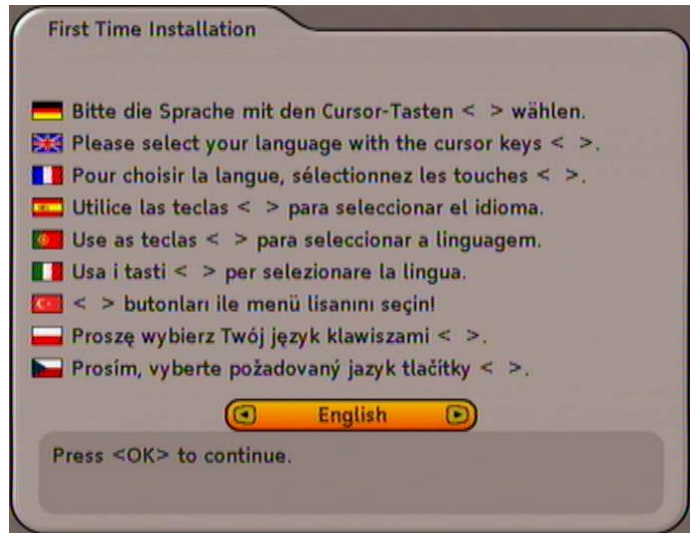 First Time Installation
Bitte die Sprache mit den Cursor-Tasten < > wählen.
Please select your language with the cursor keys < >.
Pour choisir la langue, sélectionnez les touches < >.
Utilice las teclas < > para seleccionar el idioma.
Use as teclas < > para seleccionar a linguagem.
Usa i tasti < > per selezionare la lingua.
< > butonları ile menü lisanını seçin!
Proszę wybierz Twój język klawiszami < >.
Prosím, vyberte požadovaný jazyk tlačítky < >.
English
Press <OK> to continue.